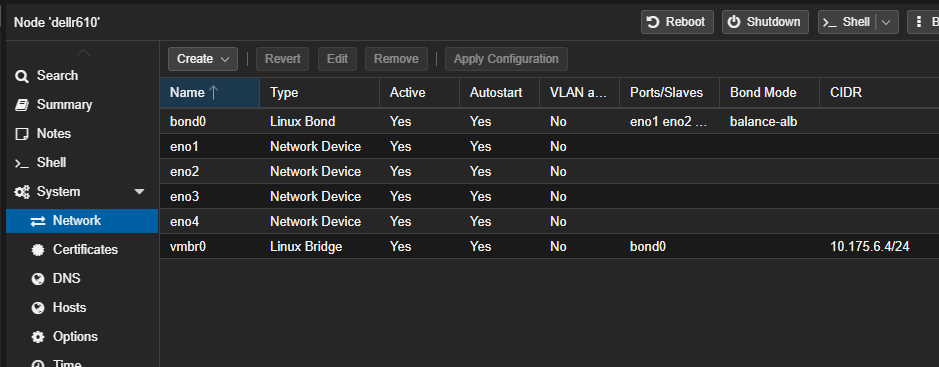 Node 'dellr610'
Reboot
Shutdown
Shell
B
Search
Summary
Notes
Shell
System
Network
Certificates
DNS
Hosts
Options
Time
Create
Revert
Edit
Remove
Apply Configuration
Name Type Active Autostart VLAN a... Ports/Slaves Bond Mode CIDR
bond0 Linux Bond Yes Yes No eno1 eno2 ... balance-alb
eno1 Network Device Yes Yes No
eno2 Network Device Yes Yes No
eno3 Network Device Yes Yes No
eno4 Network Device Yes Yes No
vmbr0 Linux Bridge Yes Yes No bond0 10.175.6.4/24